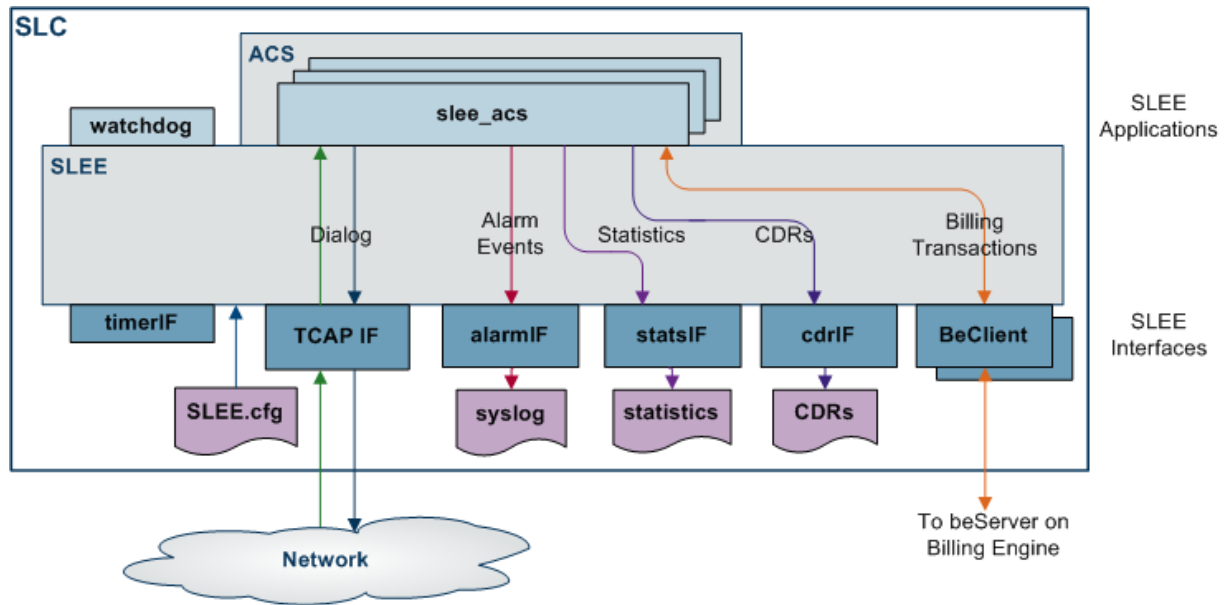 SLC
ACS
slee_acs
SLEE
Applications
watchdog
SLEE
Dialog
Alarm
Events
Statistics
CDRs
Billing
Transactions
timerIF
TCAP IF
alarmIF
statsIF
cdrIF
BeClient
SLEE
Interfaces
SLEE.cfg
syslog
statistics
CDRs
Network
To beServer on
Billing Engine